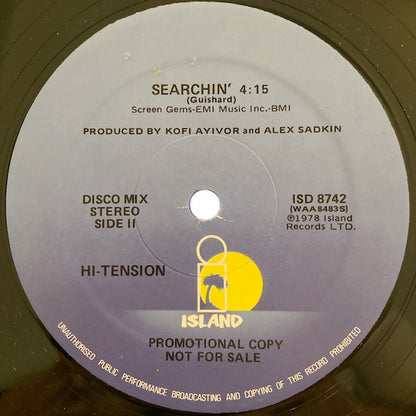 SEARCHIN' 4:15
(Guishard)
Screen Gems-EMI Music Inc.-BMI
PRODUCED BY KOFI AYIVOR and ALEX SADKIN
DISCO MIX
STEREO
SIDE II
ISD 8742
(WAA8483S)
℗1978 Island
Records LTD.
HI-TENSION
ISLAND
PROMOTIONAL COPY
NOT FOR SALE
UNAUTHORISED PUBLIC PERFORMANCE BROADCASTING AND COPYING OF THIS RECORD PROHIBITED